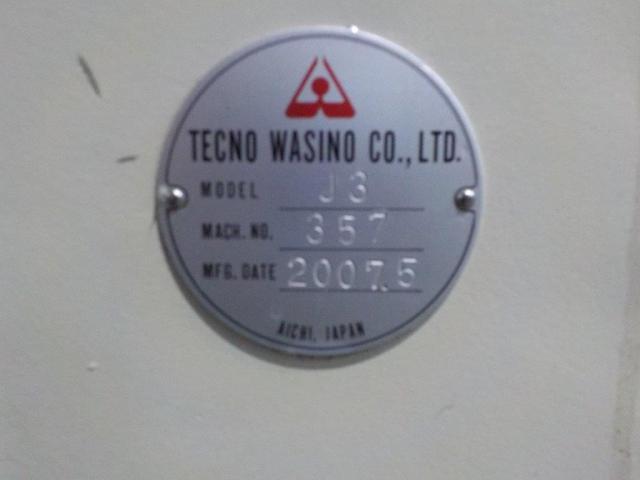 TECNO WASINO CO., LTD.
MODEL J3
MACH. NO. 357
MFG. DATE 2007.5
AICHI, JAPAN